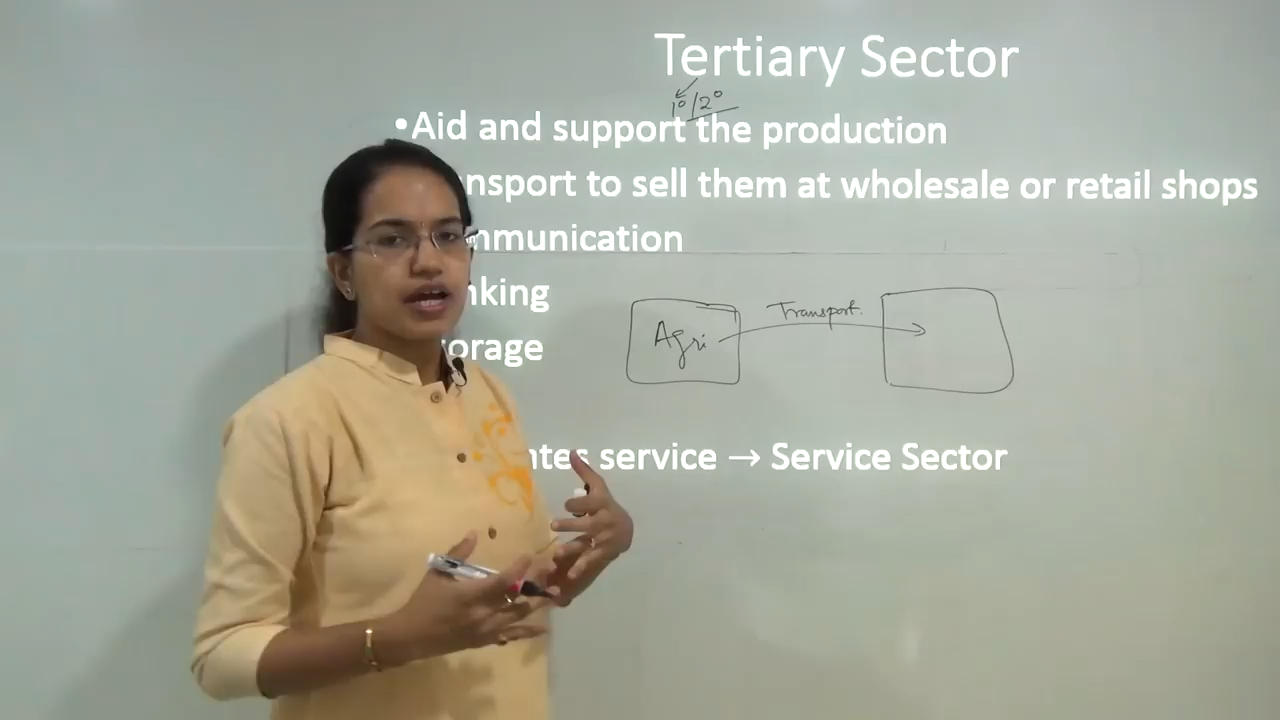 Tertiary Sector
1° / 2°
•Aid and support the production
nsport to sell them at wholesale or retail shops
mmunication
nking
Agri Transport.
orage
ntes service → Service Sector